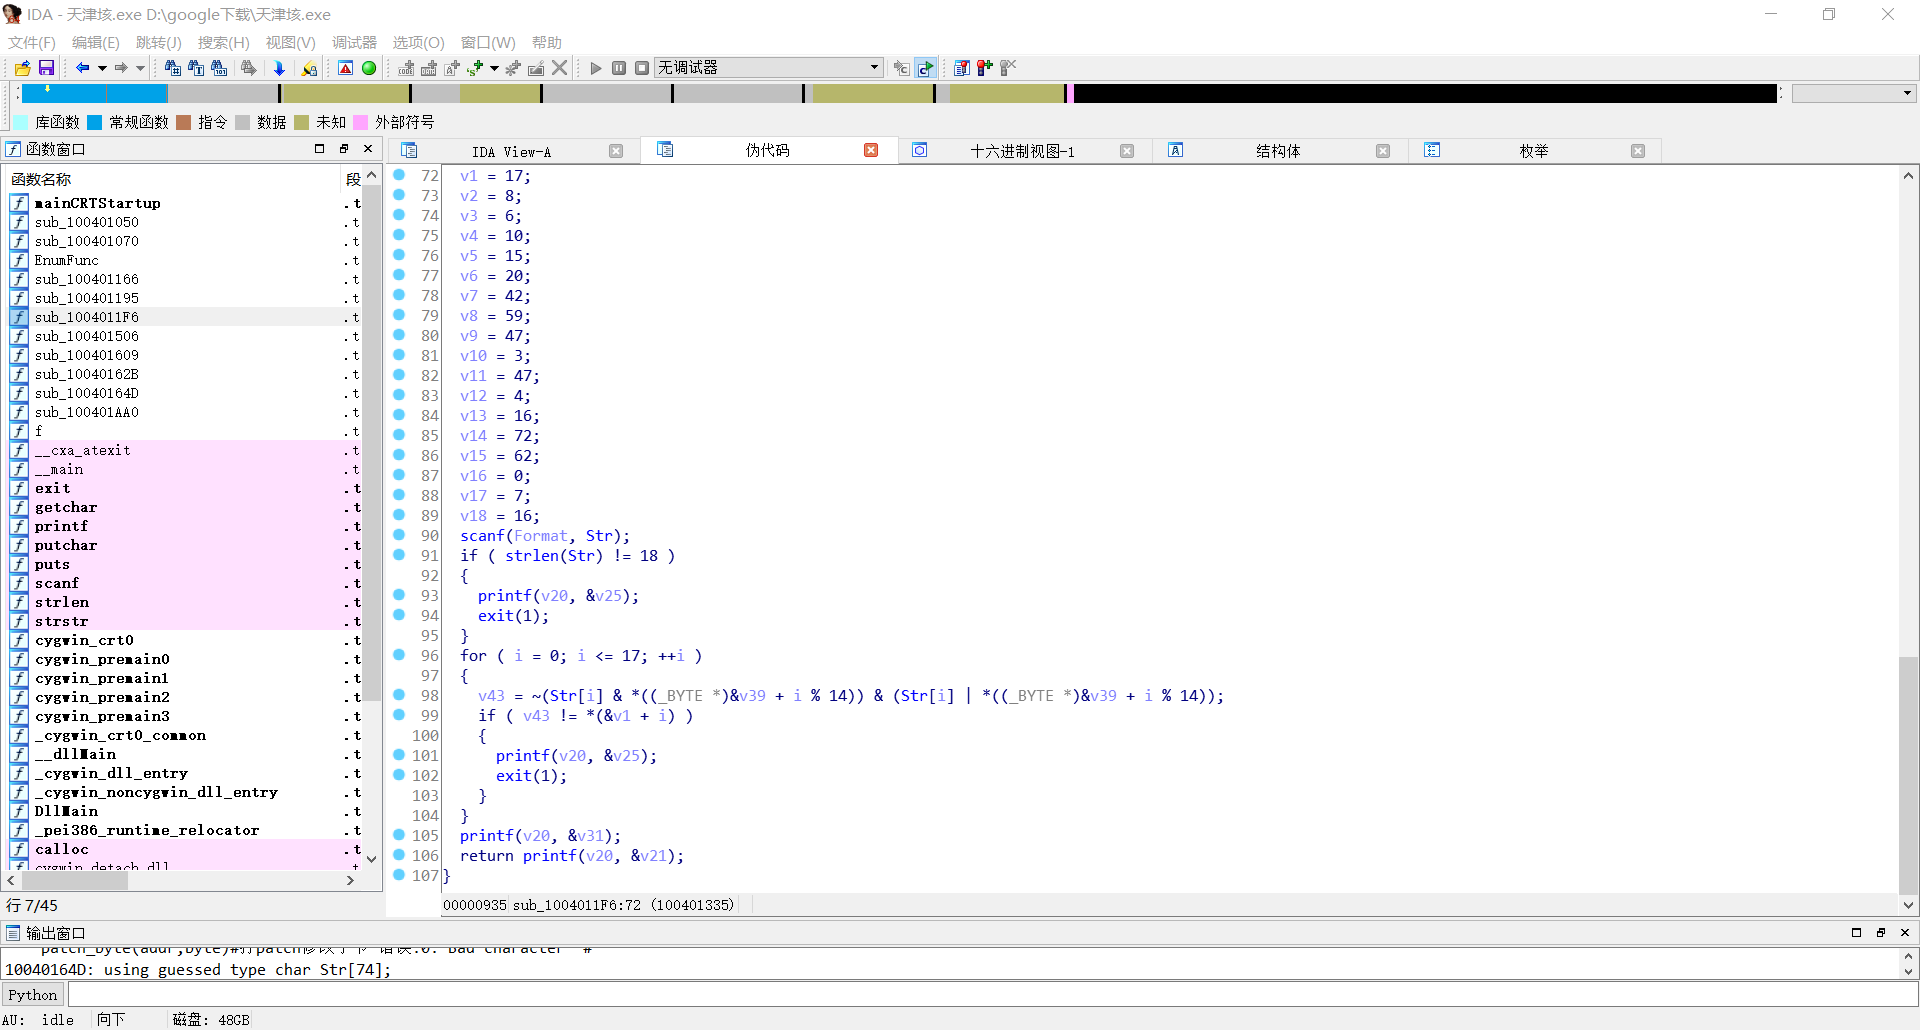 IDA - 天津垓.exe D:\google下载\天津垓.exe
文件(F) 编辑(E) 跳转(J) 搜索(H) 视图(V) 调试器 选项(O) 窗口(W) 帮助
无调试器
库函数 常规函数 指令 数据 未知 外部符号
函数窗口
函数名称 段
mainCRTStartup .t
sub_100401050 .t
sub_100401070 .t
EnumFunc .t
sub_100401166 .t
sub_100401195 .t
sub_1004011F6 .t
sub_100401506 .t
sub_100401609 .t
sub_10040162B .t
sub_10040164D .t
sub_100401AA0 .t
f .t
__cxa_atexit .t
__main .t
exit .t
getchar .t
printf .t
putchar .t
puts .t
scanf .t
strlen .t
strstr .t
cygwin_crt0 .t
cygwin_premain0 .t
cygwin_premain1 .t
cygwin_premain2 .t
cygwin_premain3 .t
_cygwin_crt0_common .t
__dllMain .t
_cygwin_dll_entry .t
_cygwin_noncygwin_dll_entry .t
DllMain .t
_pei386_runtime_relocator .t
calloc .t
cygwin_detach_dll .t
行 7/45
IDA View-A 伪代码 十六进制视图-1 结构体 枚举
72 v1 = 17;
73 v2 = 8;
74 v3 = 6;
75 v4 = 10;
76 v5 = 15;
77 v6 = 20;
78 v7 = 42;
79 v8 = 59;
80 v9 = 47;
81 v10 = 3;
82 v11 = 47;
83 v12 = 4;
84 v13 = 16;
85 v14 = 72;
86 v15 = 62;
87 v16 = 0;
88 v17 = 7;
89 v18 = 16;
90 scanf(Format, Str);
91 if ( strlen(Str) != 18 )
92 {
93 printf(v20, &v25);
94 exit(1);
95 }
96 for ( i = 0; i <= 17; ++i )
97 {
98 v43 = ~(Str[i] & *((_BYTE *)&v39 + i % 14)) & (Str[i] | *((_BYTE *)&v39 + i % 14));
99 if ( v43 != *(&v1 + i) )
100 {
101 printf(v20, &v25);
102 exit(1);
103 }
104 }
105 printf(v20, &v31);
106 return printf(v20, &v21);
107 }
00000935 sub_1004011F6:72 (100401335)
输出窗口
10040164D: using guessed type char Str[74];
Python
AU: idle 向下 磁盘: 48GB